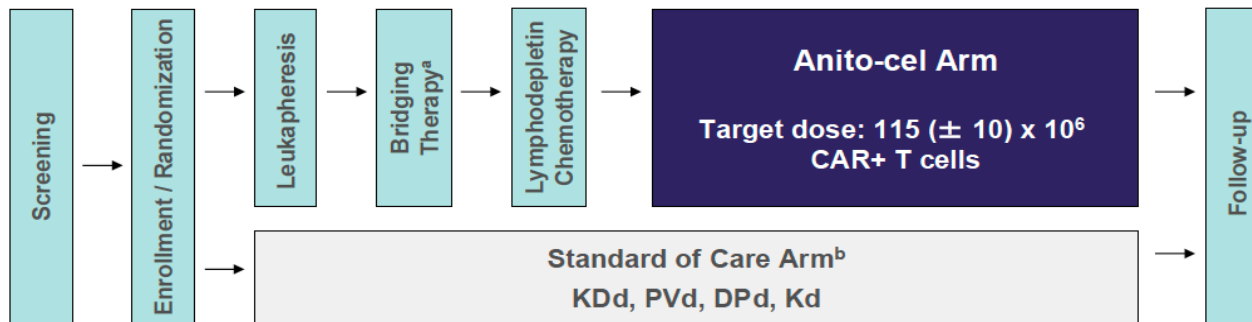 Screening
Enrollment / Randomization
Leukapheresis
Bridging
Therapyᵃ
Lymphodepletin
Chemotherapy
Anito-cel Arm
Target dose: 115 (± 10) x 10⁶
CAR+ T cells
Standard of Care Armᵇ
KDd, PVd, DPd, Kd
Follow-up